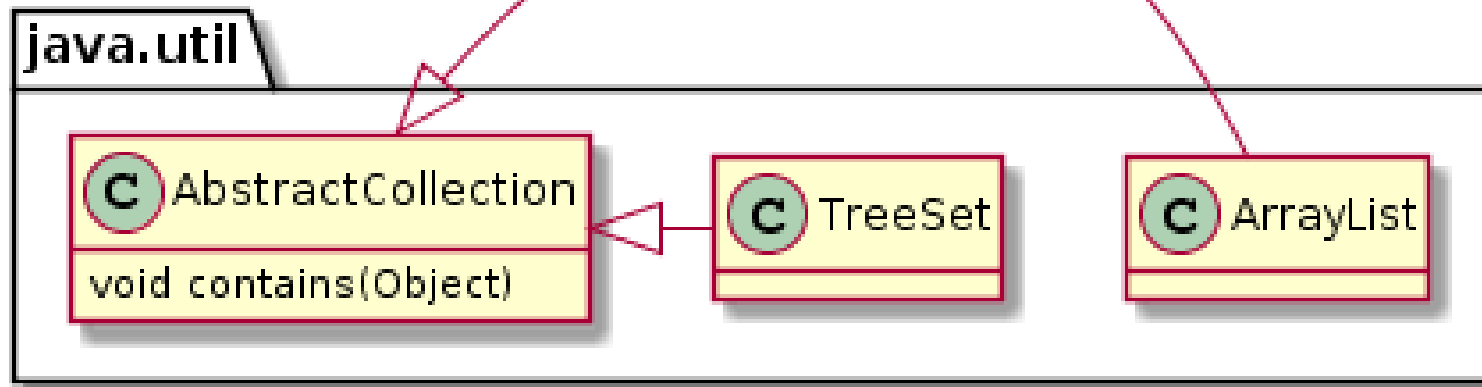 java.util
C AbstractCollection
void contains(Object)
C TreeSet
C ArrayList